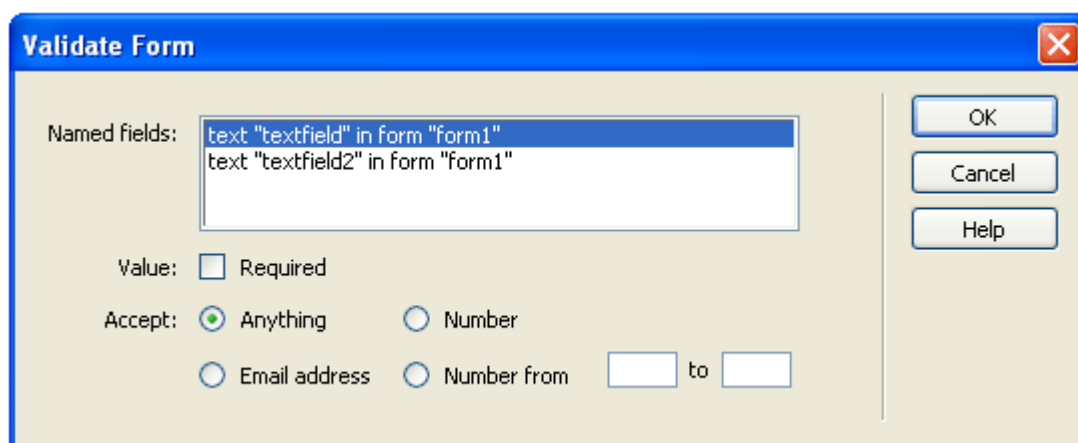 Validate Form
Named fields: text "textfield" in form "form1"
text "textfield2" in form "form1"
OK
Cancel
Help
Value: Required
Accept: Anything Number
Email address Number from to